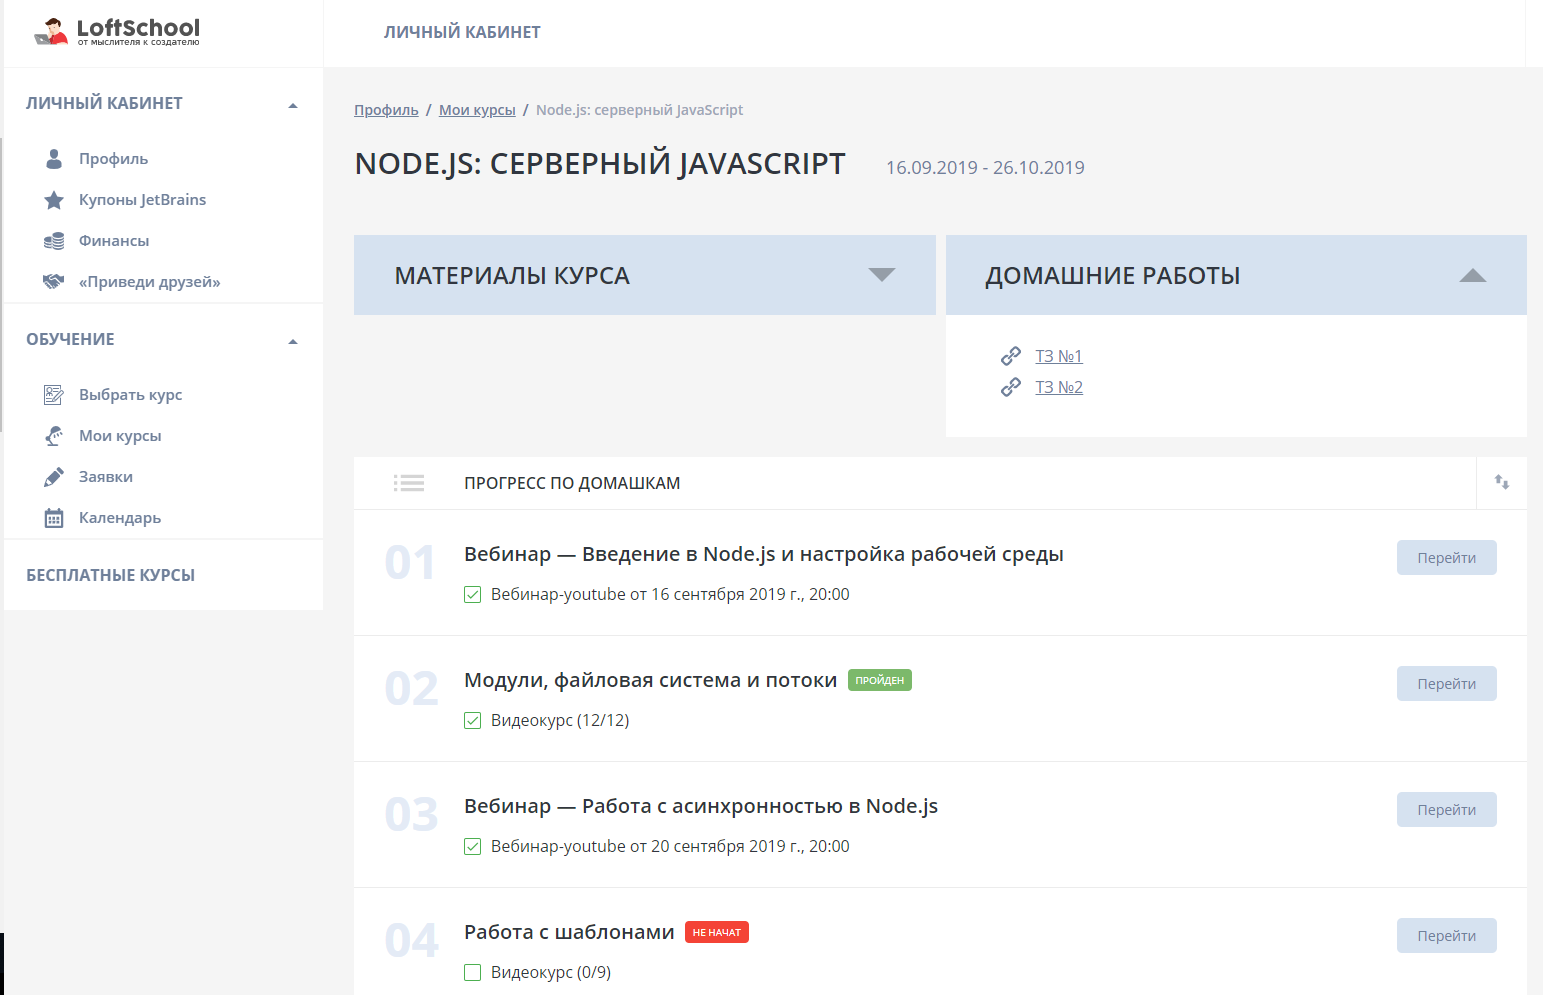 LoftSchool
от мыслителя к создателю
ЛИЧНЫЙ КАБИНЕТ
ЛИЧНЫЙ КАБИНЕТ
Профиль
Купоны JetBrains
Финансы
«Приведи друзей»
ОБУЧЕНИЕ
Выбрать курс
Мои курсы
Заявки
Календарь
БЕСПЛАТНЫЕ КУРСЫ
Профиль / Мои курсы / Node.js: серверный JavaScript
NODE.JS: СЕРВЕРНЫЙ JAVASCRIPT 16.09.2019 - 26.10.2019
МАТЕРИАЛЫ КУРСА
ДОМАШНИЕ РАБОТЫ
ТЗ №1
ТЗ №2
ПРОГРЕСС ПО ДОМАШКАМ
01 Вебинар — Введение в Node.js и настройка рабочей среды Перейти
Вебинар-youtube от 16 сентября 2019 г., 20:00
02 Модули, файловая система и потоки ПРОЙДЕН Перейти
Видеокурс (12/12)
03 Вебинар — Работа с асинхронностью в Node.js Перейти
Вебинар-youtube от 20 сентября 2019 г., 20:00
04 Работа с шаблонами НЕ НАЧАТ Перейти
Видеокурс (0/9)